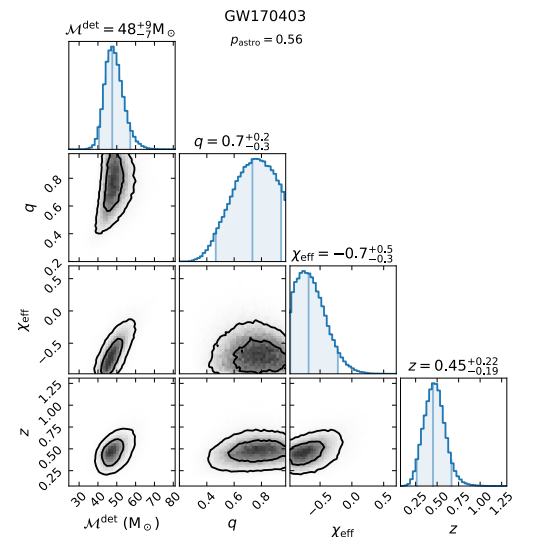 GW170403
p_astro = 0.56
ℳ^det = 48^{+9}_{−7} M_⊙
q = 0.7^{+0.2}_{−0.3}
χ_eff = −0.7^{+0.5}_{−0.3}
z = 0.45^{+0.22}_{−0.19}
q
0.8
0.6
0.4
0.2
χ_eff
0.5
0.0
−0.5
z
1.25
1.00
0.75
0.50
0.25
30 40 50 60 70 80
0.4 0.6 0.8
−0.5 0.0 0.5
0.25 0.50 0.75 1.00 1.25
ℳ^det (M_⊙)
q
χ_eff
z